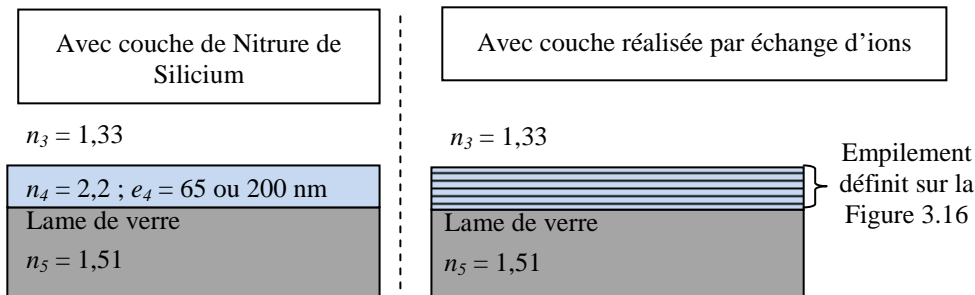 Avec couche de Nitrure de
Silicium
n3 = 1,33
n4 = 2,2 ; e4 = 65 ou 200 nm
Lame de verre
n5 = 1,51
Avec couche réalisée par échange d’ions
n3 = 1,33
Lame de verre
n5 = 1,51
Empilement
définit sur la
Figure 3.16